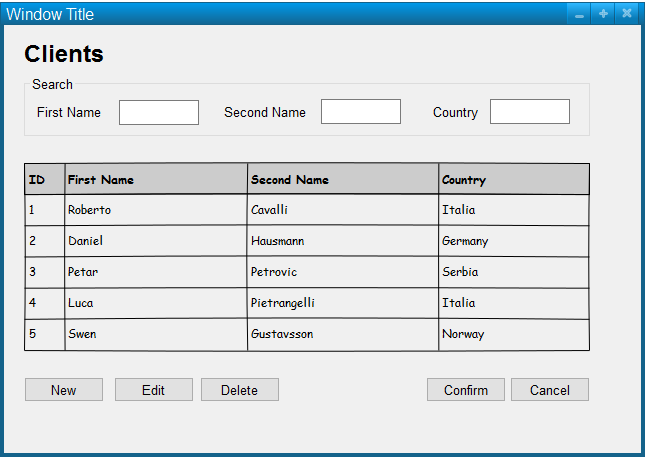 Window Title
Clients
Search
First Name Second Name Country
ID First Name Second Name Country
1 Roberto Cavalli Italia
2 Daniel Hausmann Germany
3 Petar Petrovic Serbia
4 Luca Pietrangelli Italia
5 Swen Gustavsson Norway
New Edit Delete Confirm Cancel